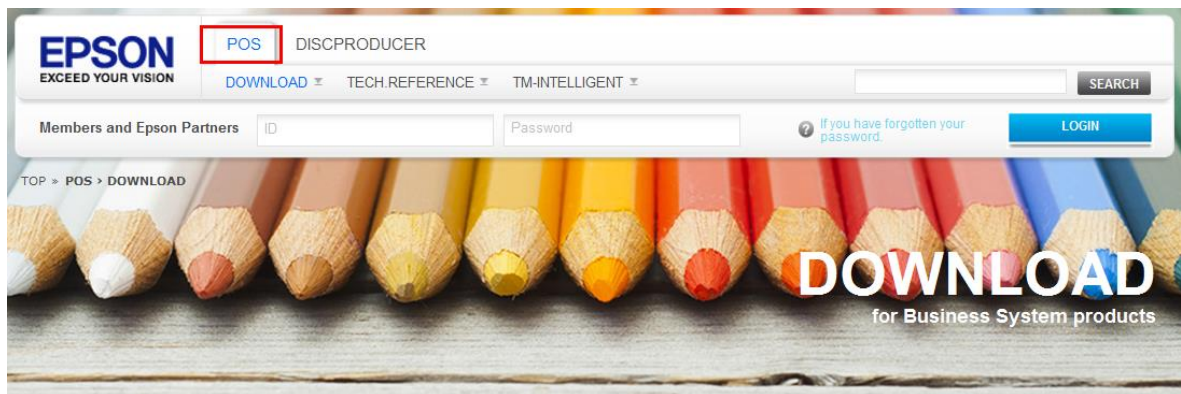 EPSON
EXCEED YOUR VISION
POS
DISCPRODUCER
DOWNLOAD
TECH.REFERENCE
TM-INTELLIGENT
SEARCH
Members and Epson Partners
ID
Password
?
If you have forgotten your
password.
LOGIN
TOP » POS › DOWNLOAD
DOWNLOAD
for Business System products